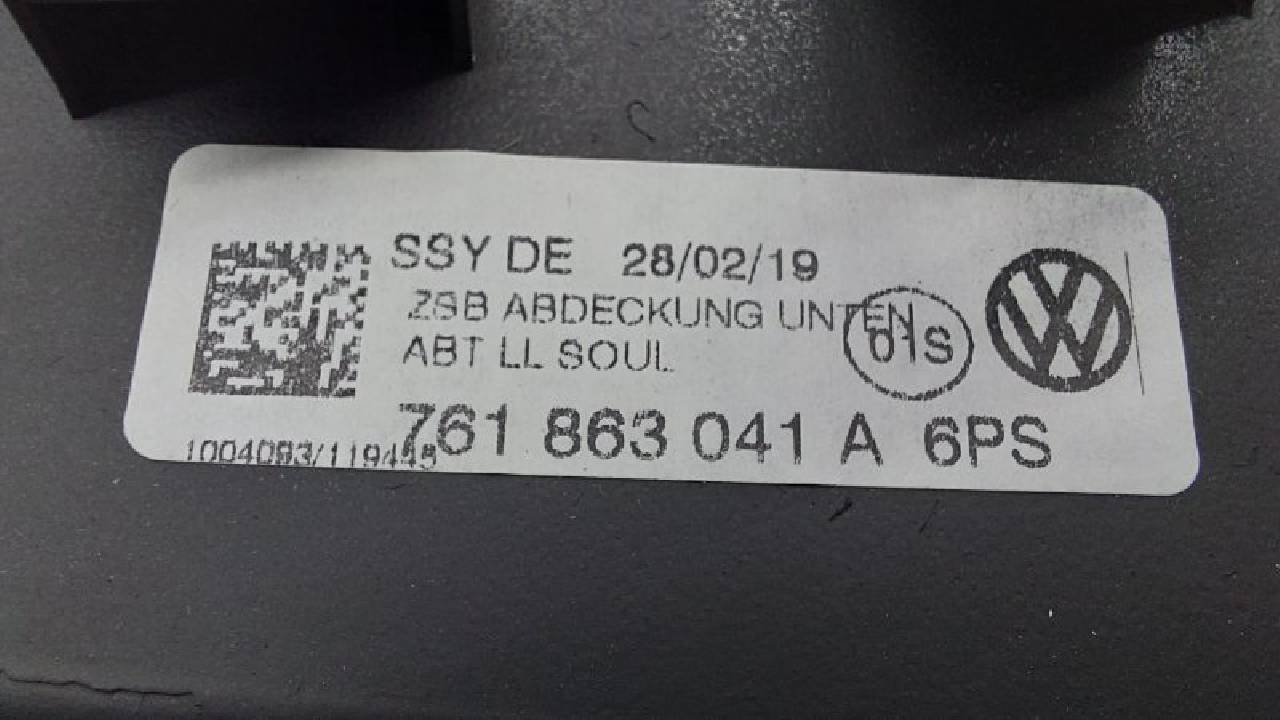 SSY DE 28/02/19
ZSB ABDECKUNG UNTEN
01S
ABT LL SOUL
761 863 041 A 6PS
1004093/119445